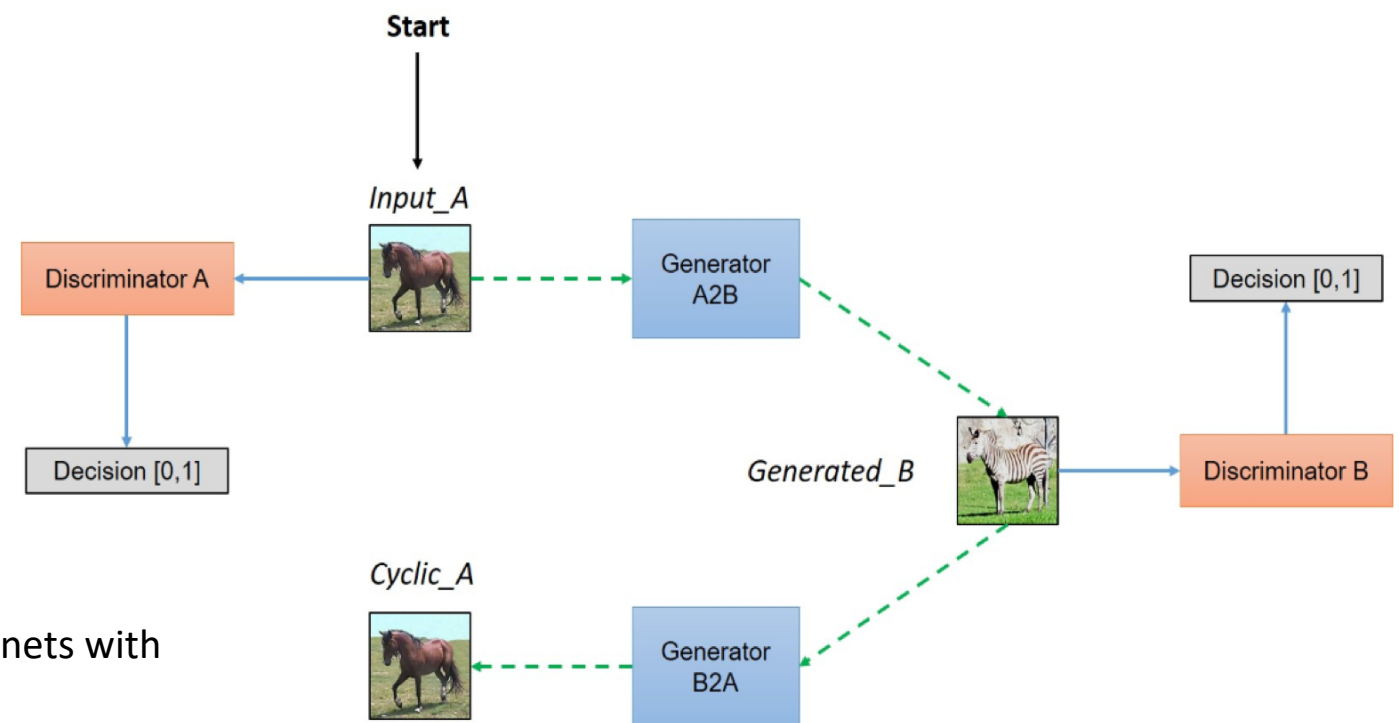 Start
Input_A
Discriminator A
Generator
A2B
Decision [0,1]
Decision [0,1]
Generated_B
Discriminator B
Cyclic_A
nets with
Generator
B2A